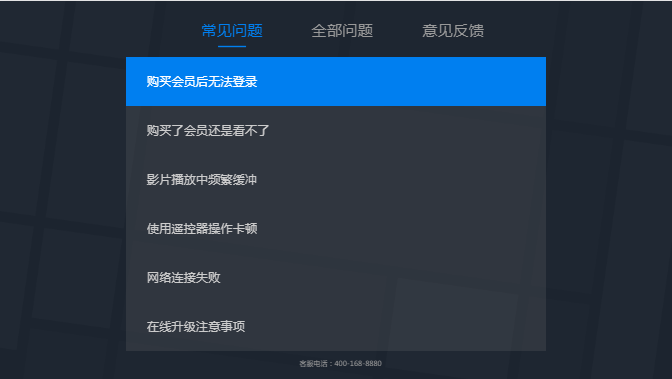 常见问题 全部问题 意见反馈
购买会员后无法登录
购买了会员还是看不了
影片播放中频繁缓冲
使用遥控器操作卡顿
网络连接失败
在线升级注意事项
客服电话：400-168-8880